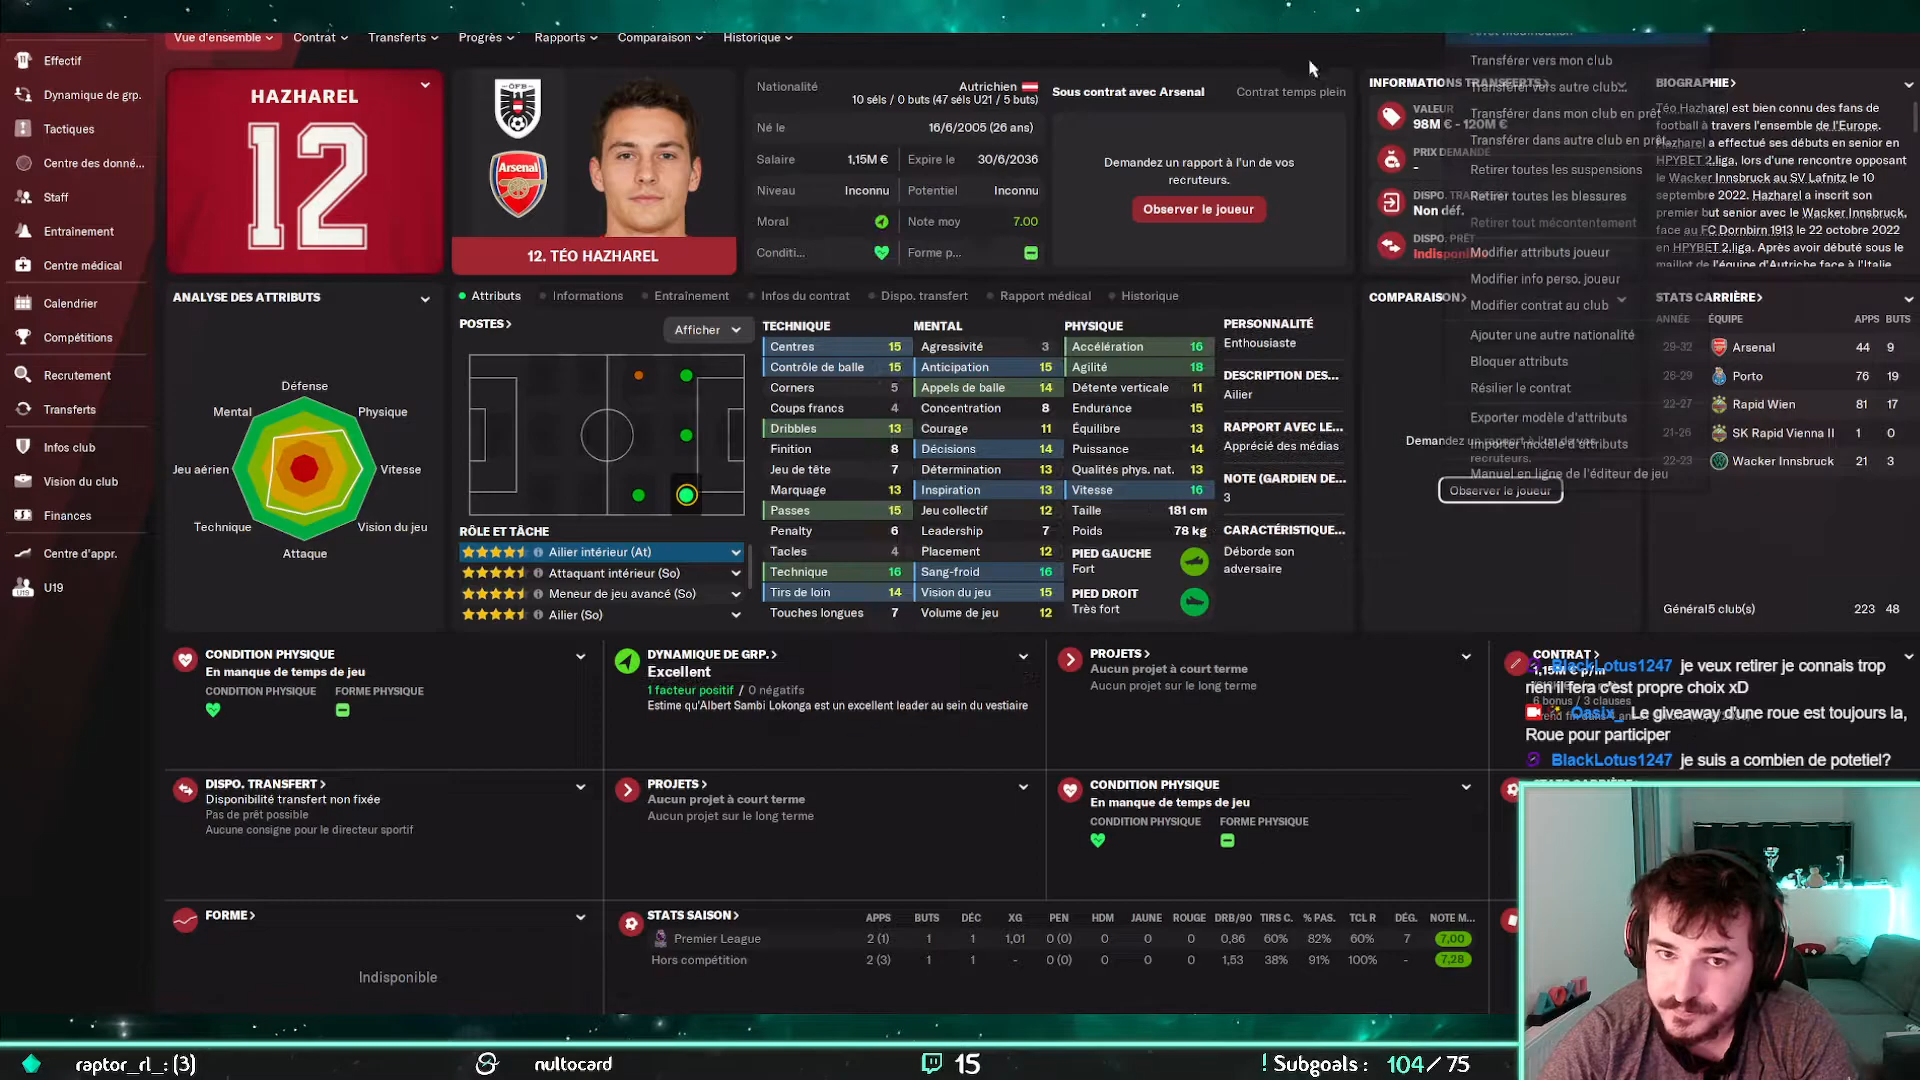 Vue d'ensemble
Contrat
Transferts
Progrès
Rapports
Comparaison
Historique
Effectif
Dynamique de grp.
Tactiques
Centre des donné...
Staff
Entraînement
Centre médical
Calendrier
Compétitions
Recrutement
Transferts
Infos club
Vision du club
Finances
Centre d'appr.
U19
HAZHAREL
12
ÖFB
Arsenal
12. TÉO HAZHAREL
Nationalité Autrichien
10 séls / 0 buts (47 séls U21 / 5 buts)
Né le 16/6/2005 (26 ans)
Salaire 1,15M € Expire le 30/6/2036
Niveau Inconnu Potentiel Inconnu
Moral Note moy 7.00
Conditi... Forme p...
Sous contrat avec Arsenal Contrat temps plein
Demandez un rapport à l'un de vos
recruteurs.
Observer le joueur
INFORMATIONS TRANSFERTS
VALEUR
98M € - 120M €
PRIX DEMANDÉ
-
DISPO. TRANSFERT
Non déf.
DISPO. PRÊT
Indisponible
Transférer vers mon club
Transférer vers autre club...
Transférer dans mon club en prêt
Transférer dans autre club en prêt...
Retirer toutes les suspensions
Retirer toutes les blessures
Retirer tout mécontentement
Modifier attributs joueur
Modifier info perso. joueur
Modifier contrat au club
Ajouter une autre nationalité
Bloquer attributs
Résilier le contrat
Exporter modèle d'attributs
Importer modèle d'attributs
Manuel en ligne de l'éditeur de jeu
BIOGRAPHIE
Téo Hazharel est bien connu des fans de
football à travers l'ensemble de l'Europe.
Hazharel a effectué ses débuts en senior en
HPYBET 2.liga, lors d'une rencontre opposant
le Wacker Innsbruck au SV Lafnitz le 10
septembre 2022. Hazharel a inscrit son
premier but senior avec le Wacker Innsbruck,
face au FC Dornbirn 1913 le 22 octobre 2022
en HPYBET 2.liga. Après avoir débuté sous le
maillot de l'équipe d'Autriche face à l'Italie
ANALYSE DES ATTRIBUTS
Défense
Mental
Physique
Jeu aérien
Vitesse
Technique
Vision du jeu
Attaque
Attributs
Informations
Entraînement
Infos du contrat
Dispo. transfert
Rapport médical
Historique
POSTES
Afficher
RÔLE ET TÂCHE
Ailier intérieur (At)
Attaquant intérieur (So)
Meneur de jeu avancé (So)
Ailier (So)
TECHNIQUE
Centres 15
Contrôle de balle 15
Corners 5
Coups francs 4
Dribbles 13
Finition 8
Jeu de tête 7
Marquage 13
Passes 15
Penalty 6
Tacles 4
Technique 16
Tirs de loin 14
Touches longues 7
MENTAL
Agressivité 3
Anticipation 15
Appels de balle 14
Concentration 8
Courage 11
Décisions 14
Détermination 13
Inspiration 13
Jeu collectif 12
Leadership 7
Placement 12
Sang-froid 16
Vision du jeu 15
Volume de jeu 12
PHYSIQUE
Accélération 16
Agilité 18
Détente verticale 11
Endurance 15
Équilibre 13
Puissance 14
Qualités phys. nat. 13
Vitesse 16
Taille 181 cm
Poids 78 kg
PIED GAUCHE
Fort
PIED DROIT
Très fort
PERSONNALITÉ
Enthousiaste
DESCRIPTION DES...
Ailier
RAPPORT AVEC LE...
Apprécié des médias
NOTE (GARDIEN DE...
3
CARACTÉRISTIQUE...
Déborde son
adversaire
COMPARAISON
Demandez un rapport à l'un de vos
recruteurs.
Observer le joueur
STATS CARRIÈRE
ANNÉE ÉQUIPE APPS BUTS
29-32 Arsenal 44 9
26-29 Porto 76 19
22-27 Rapid Wien 81 17
21-26 SK Rapid Vienna II 1 0
22-23 Wacker Innsbruck 21 3
Général 5 club(s) 223 48
CONDITION PHYSIQUE
En manque de temps de jeu
CONDITION PHYSIQUE FORME PHYSIQUE
DYNAMIQUE DE GRP.
Excellent
1 facteur positif / 0 négatifs
Estime qu'Albert Sambi Lokonga est un excellent leader au sein du vestiaire
PROJETS
Aucun projet à court terme
Aucun projet sur le long terme
CONTRAT
1,15M € p/m
6 bonus / 3 clauses
BlackLotus1247 je veux retirer je connais trop
rien il fera c'est propre choix xD
Oasix_ Le giveaway d'une roue est toujours la,
Roue pour participer
BlackLotus1247 je suis a combien de potetiel?
DISPO. TRANSFERT
Disponibilité transfert non fixée
Pas de prêt possible
Aucune consigne pour le directeur sportif
PROJETS
Aucun projet à court terme
Aucun projet sur le long terme
CONDITION PHYSIQUE
En manque de temps de jeu
CONDITION PHYSIQUE FORME PHYSIQUE
FORME
Indisponible
STATS SAISON APPS BUTS DÉC XG PEN HDM JAUNE ROUGE DRB/90 TIRS C. % PAS. TCL R DÉG. NOTE M...
Premier League 2 (1) 1 1 1,01 0 (0) 0 0 0 0,86 60% 82% 60% 7 7,00
Hors compétition 2 (3) 1 1 - 0 (0) 0 0 0 1,53 38% 91% 100% - 7,28
raptor_rl_: (3)
nultocard
15
! Subgoals : 104 / 75